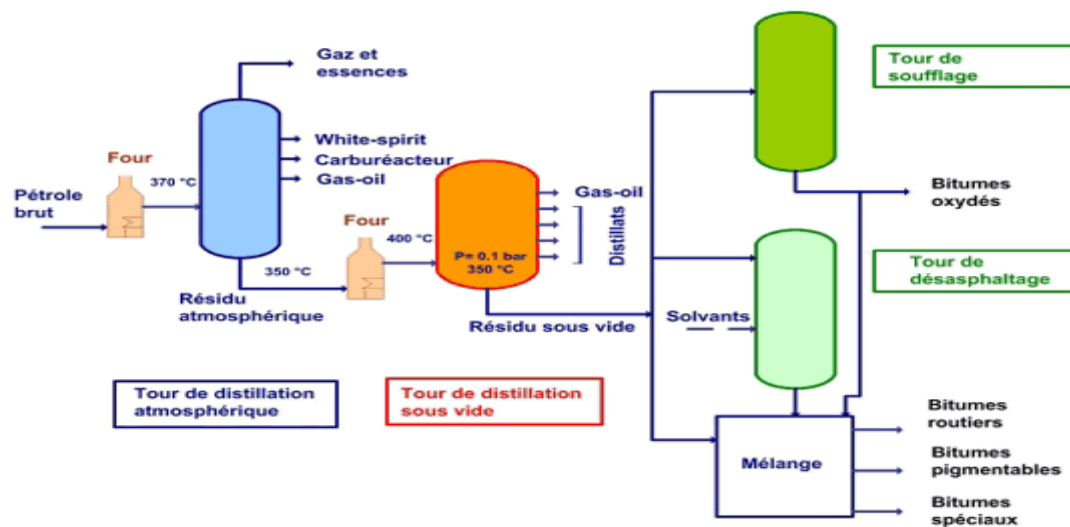 Gaz et
essences
Tour de
soufflage
White-spirit
Carburéacteur
Gas-oil
Four
370 °C
Pétrole
brut
Four
400 °C
Gas-oil
Distillats
P= 0.1 bar
350 °C
Bitumes
oxydés
350 °C
Résidu
atmosphérique
Résidu sous vide
Solvants
Tour de
désasphaltage
Tour de distillation
atmosphérique
Tour de distillation
sous vide
Mélange
Bitumes
routiers
Bitumes
pigmentables
Bitumes
spéciaux